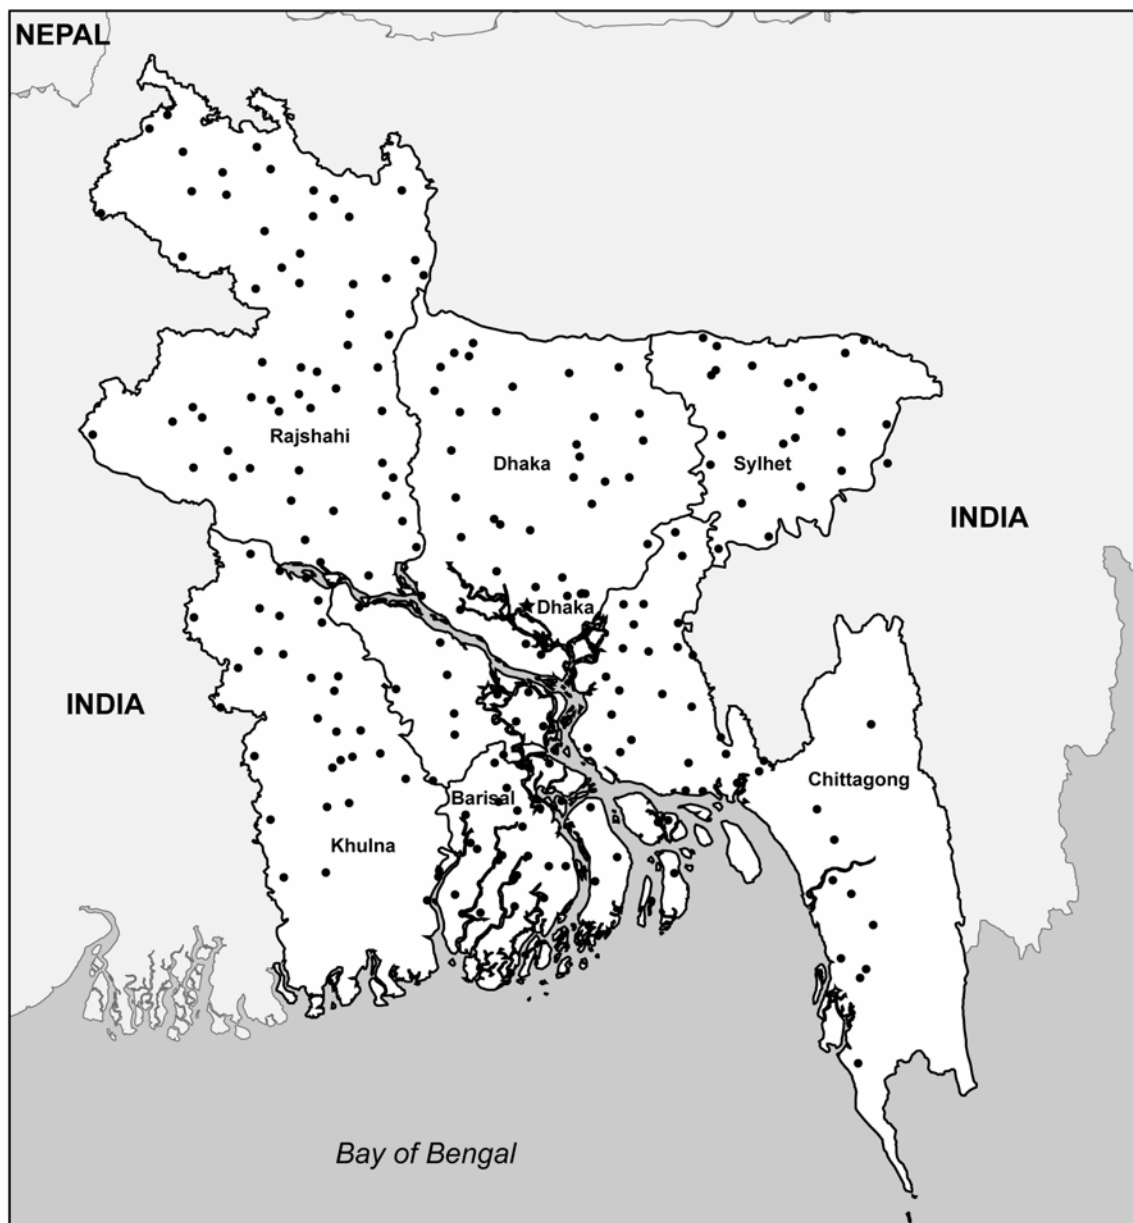 NEPAL
Rajshahi
Dhaka
Sylhet
INDIA
Dhaka
INDIA
Chittagong
Barisal
Khulna
Bay of Bengal